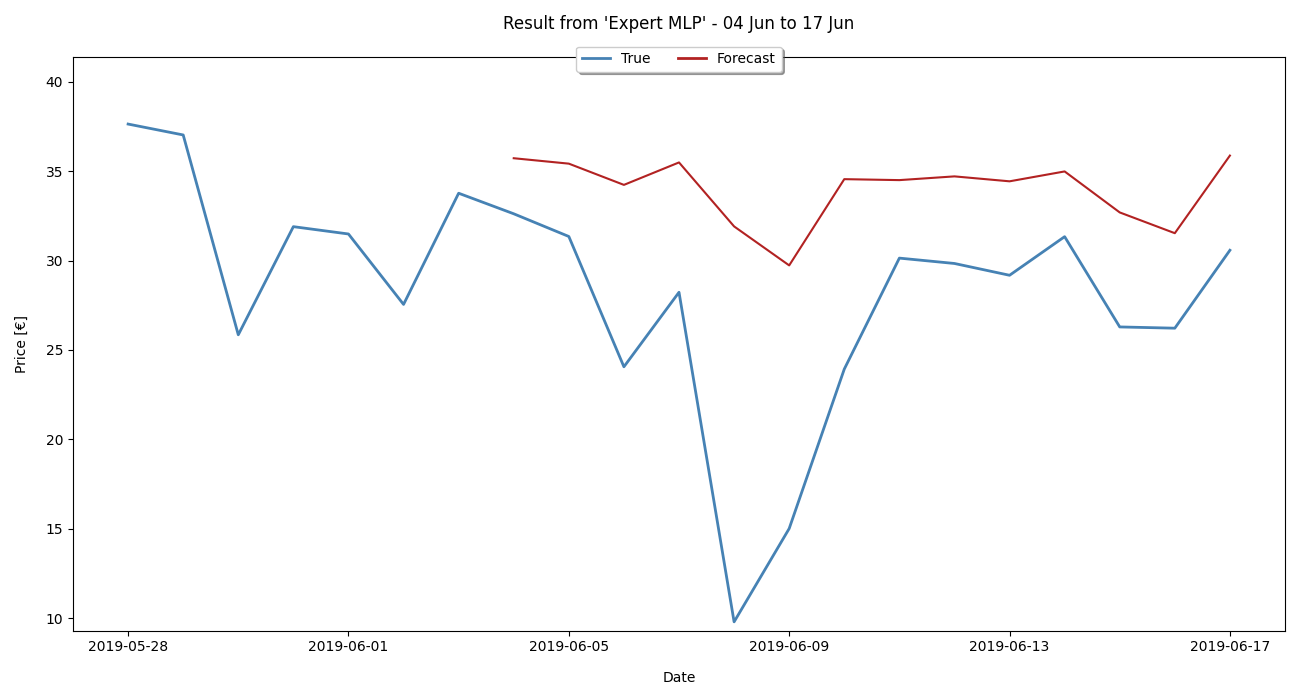 Result from 'Expert MLP' - 04 Jun to 17 Jun
True Forecast
40
35
30
25
20
15
10
Price [€]
2019-05-28 2019-06-01 2019-06-05 2019-06-09 2019-06-13 2019-06-17
Date